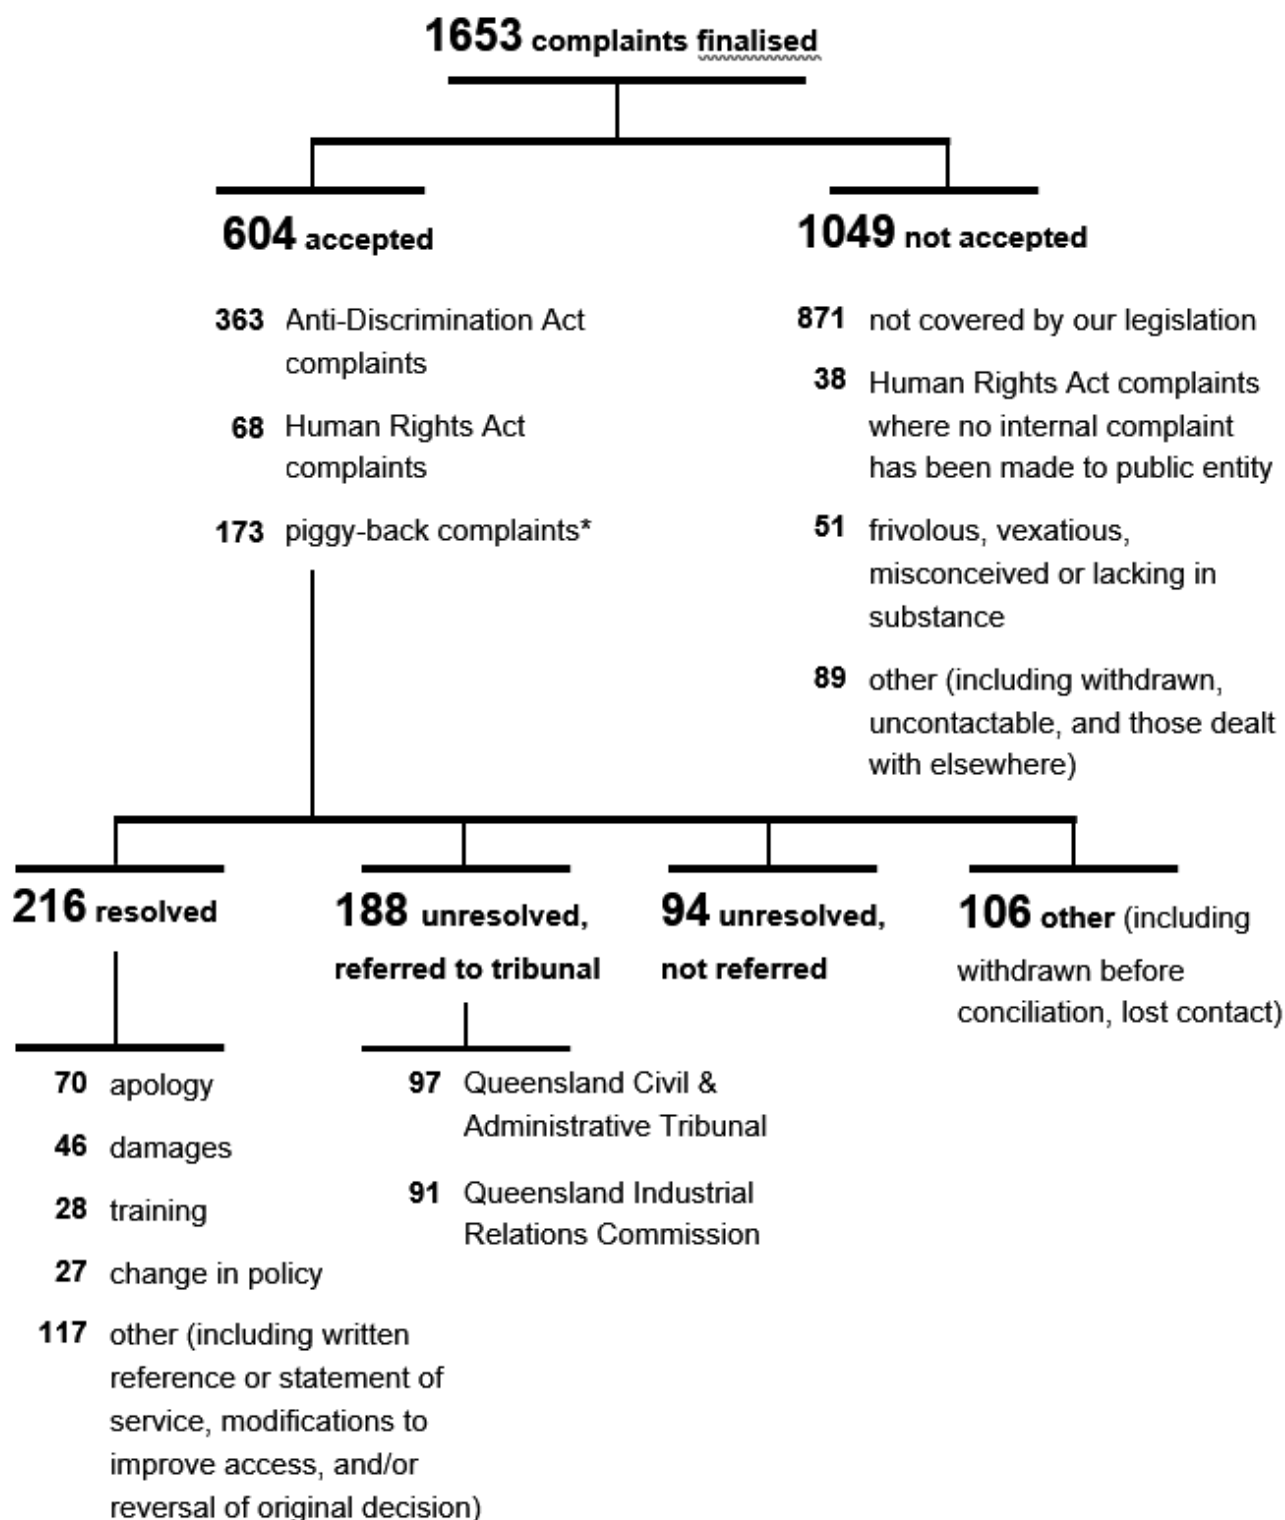 1653 complaints finalised
604 accepted
363 Anti-Discrimination Act
complaints
68 Human Rights Act
complaints
173 piggy-back complaints*
1049 not accepted
871 not covered by our legislation
38 Human Rights Act complaints
where no internal complaint
has been made to public entity
51 frivolous, vexatious,
misconceived or lacking in
substance
89 other (including withdrawn,
uncontactable, and those dealt
with elsewhere)
216 resolved
70 apology
46 damages
28 training
27 change in policy
117 other (including written
reference or statement of
service, modifications to
improve access, and/or
reversal of original decision)
188 unresolved,
referred to tribunal
97 Queensland Civil &
Administrative Tribunal
91 Queensland Industrial
Relations Commission
94 unresolved,
not referred
106 other (including
withdrawn before
conciliation, lost contact)